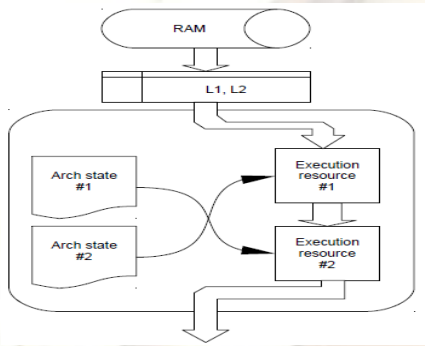 RAM
L1, L2
Arch state
#1
Execution
resource
#1
Arch state
#2
Execution
resource
#2